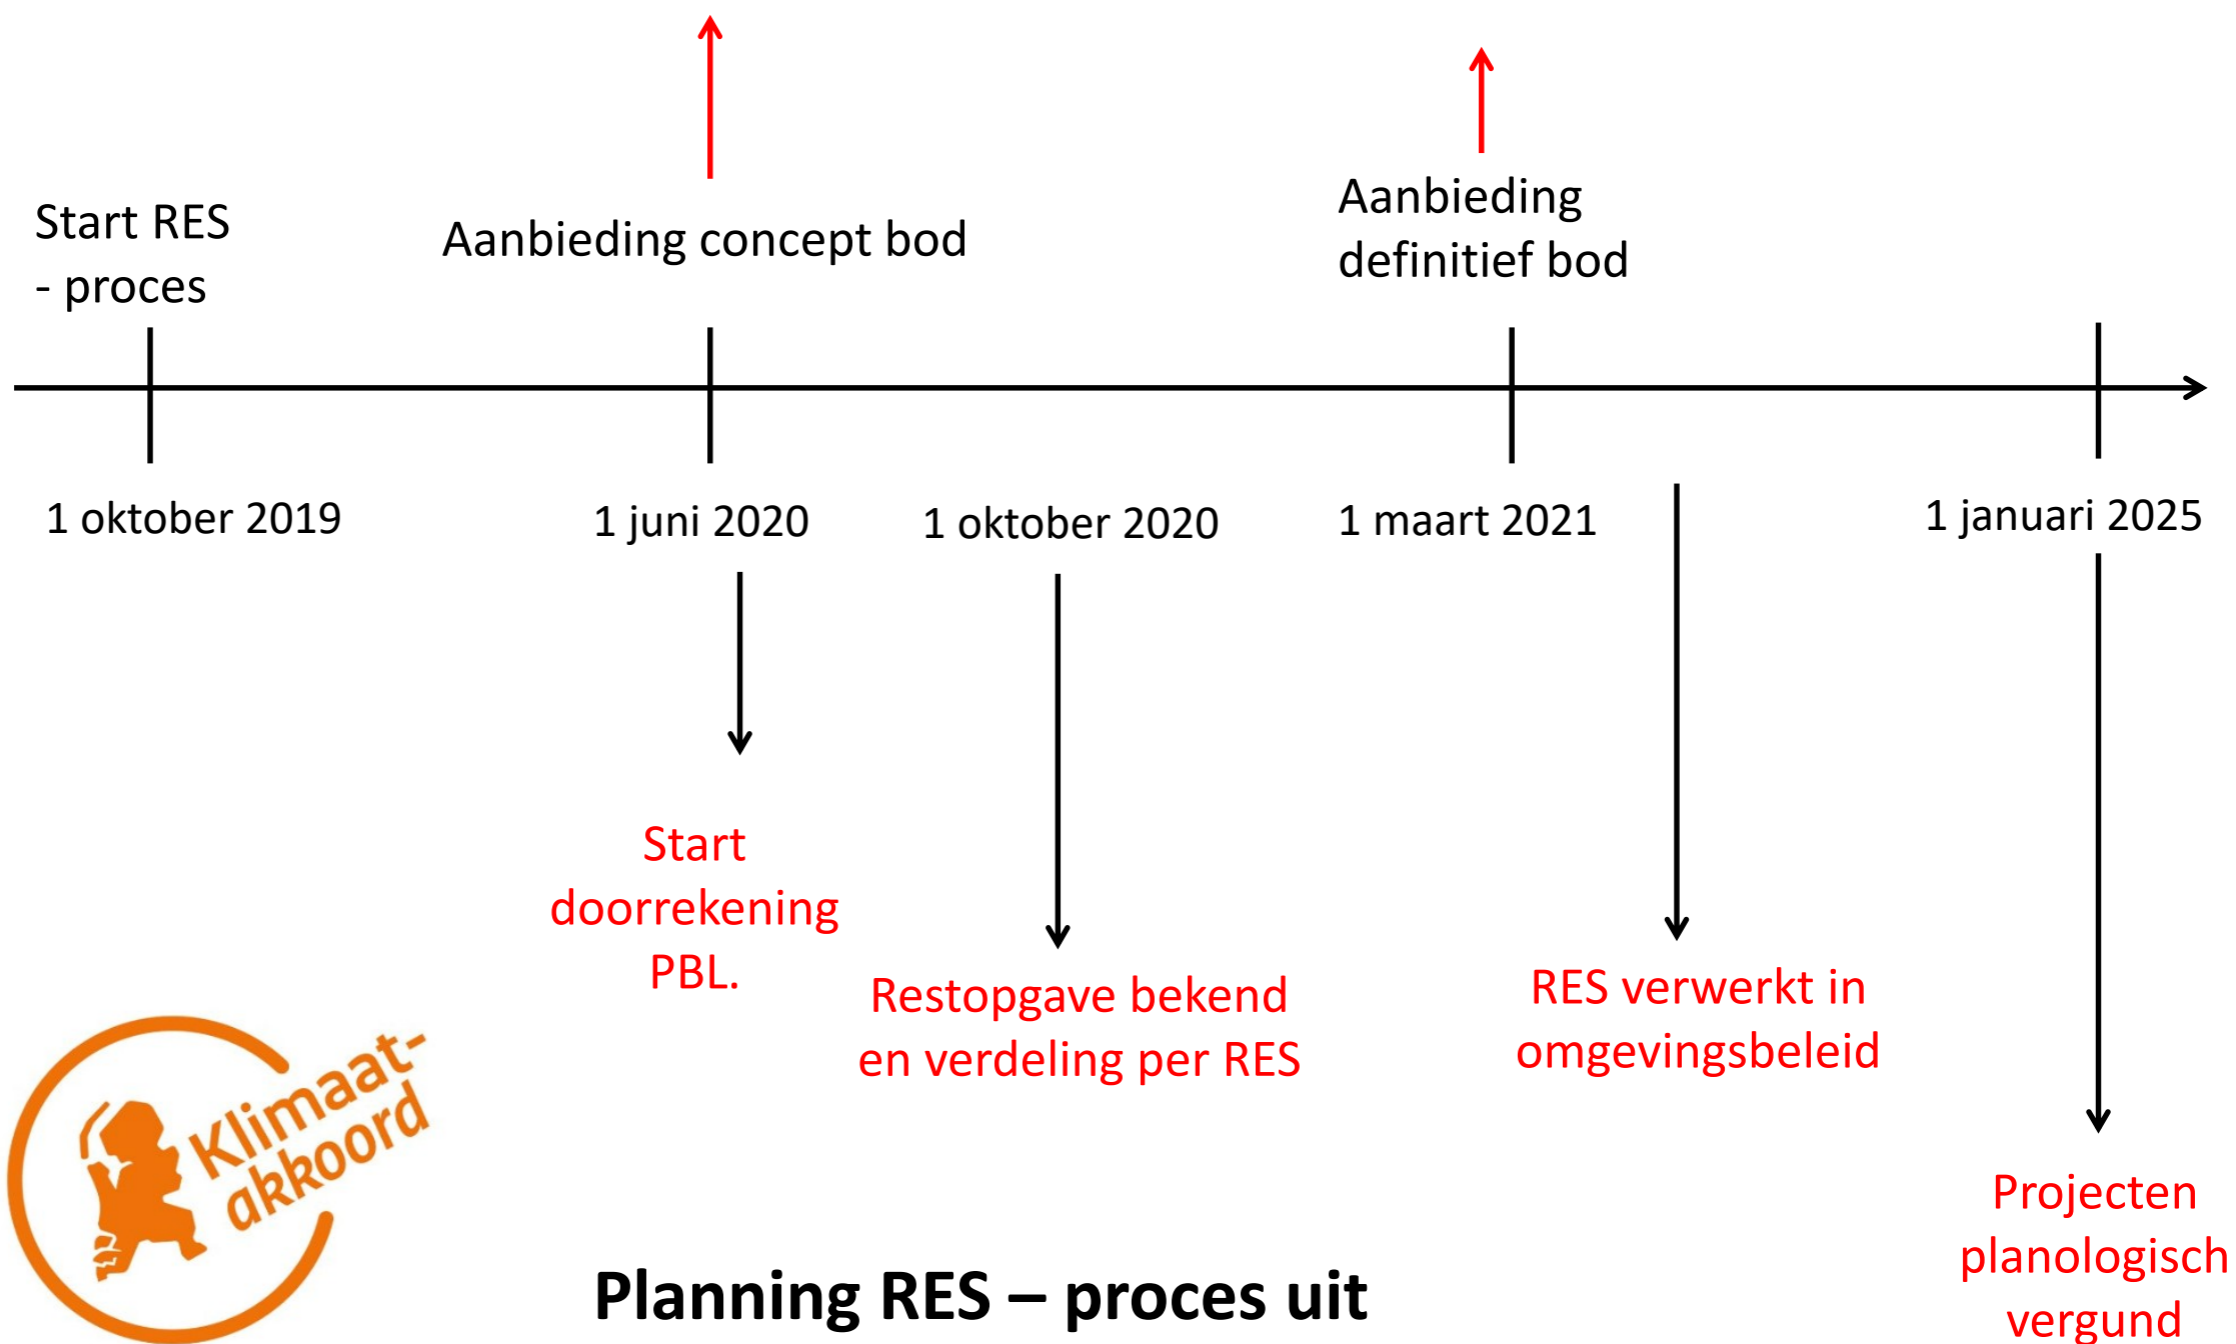 Start RES
- proces
Aanbieding concept bod
Aanbieding
definitief bod
1 oktober 2019
1 juni 2020
1 oktober 2020
1 maart 2021
1 januari 2025
Start
doorrekening
PBL.
Restopgave bekend
en verdeling per RES
RES verwerkt in
omgevingsbeleid
Projecten
planologisch
vergund
Klimaat-
akkoord
Planning RES – proces uit